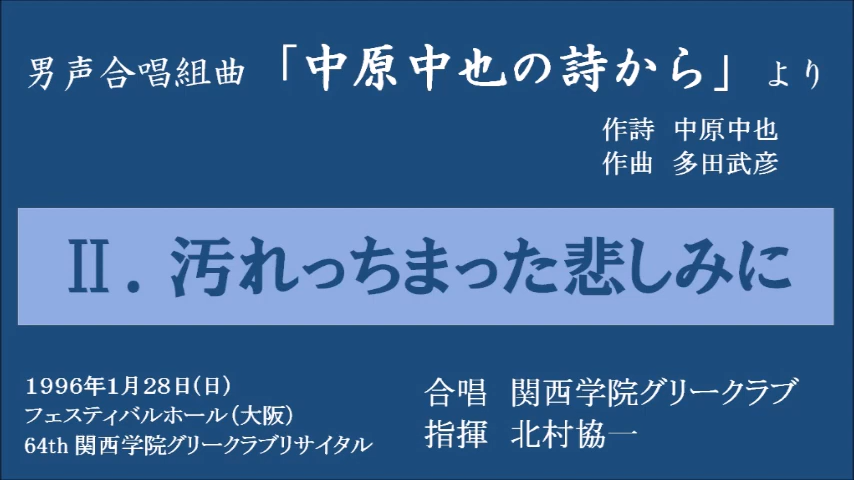 男声合唱組曲 「中原中也の詩から」 より
作詩 中原中也
作曲 多田武彦
Ⅱ．汚れっちまった悲しみに
1996年1月28日(日)
フェスティバルホール(大阪)
64th 関西学院グリークラブリサイタル
合唱 関西学院グリークラブ
指揮 北村協一